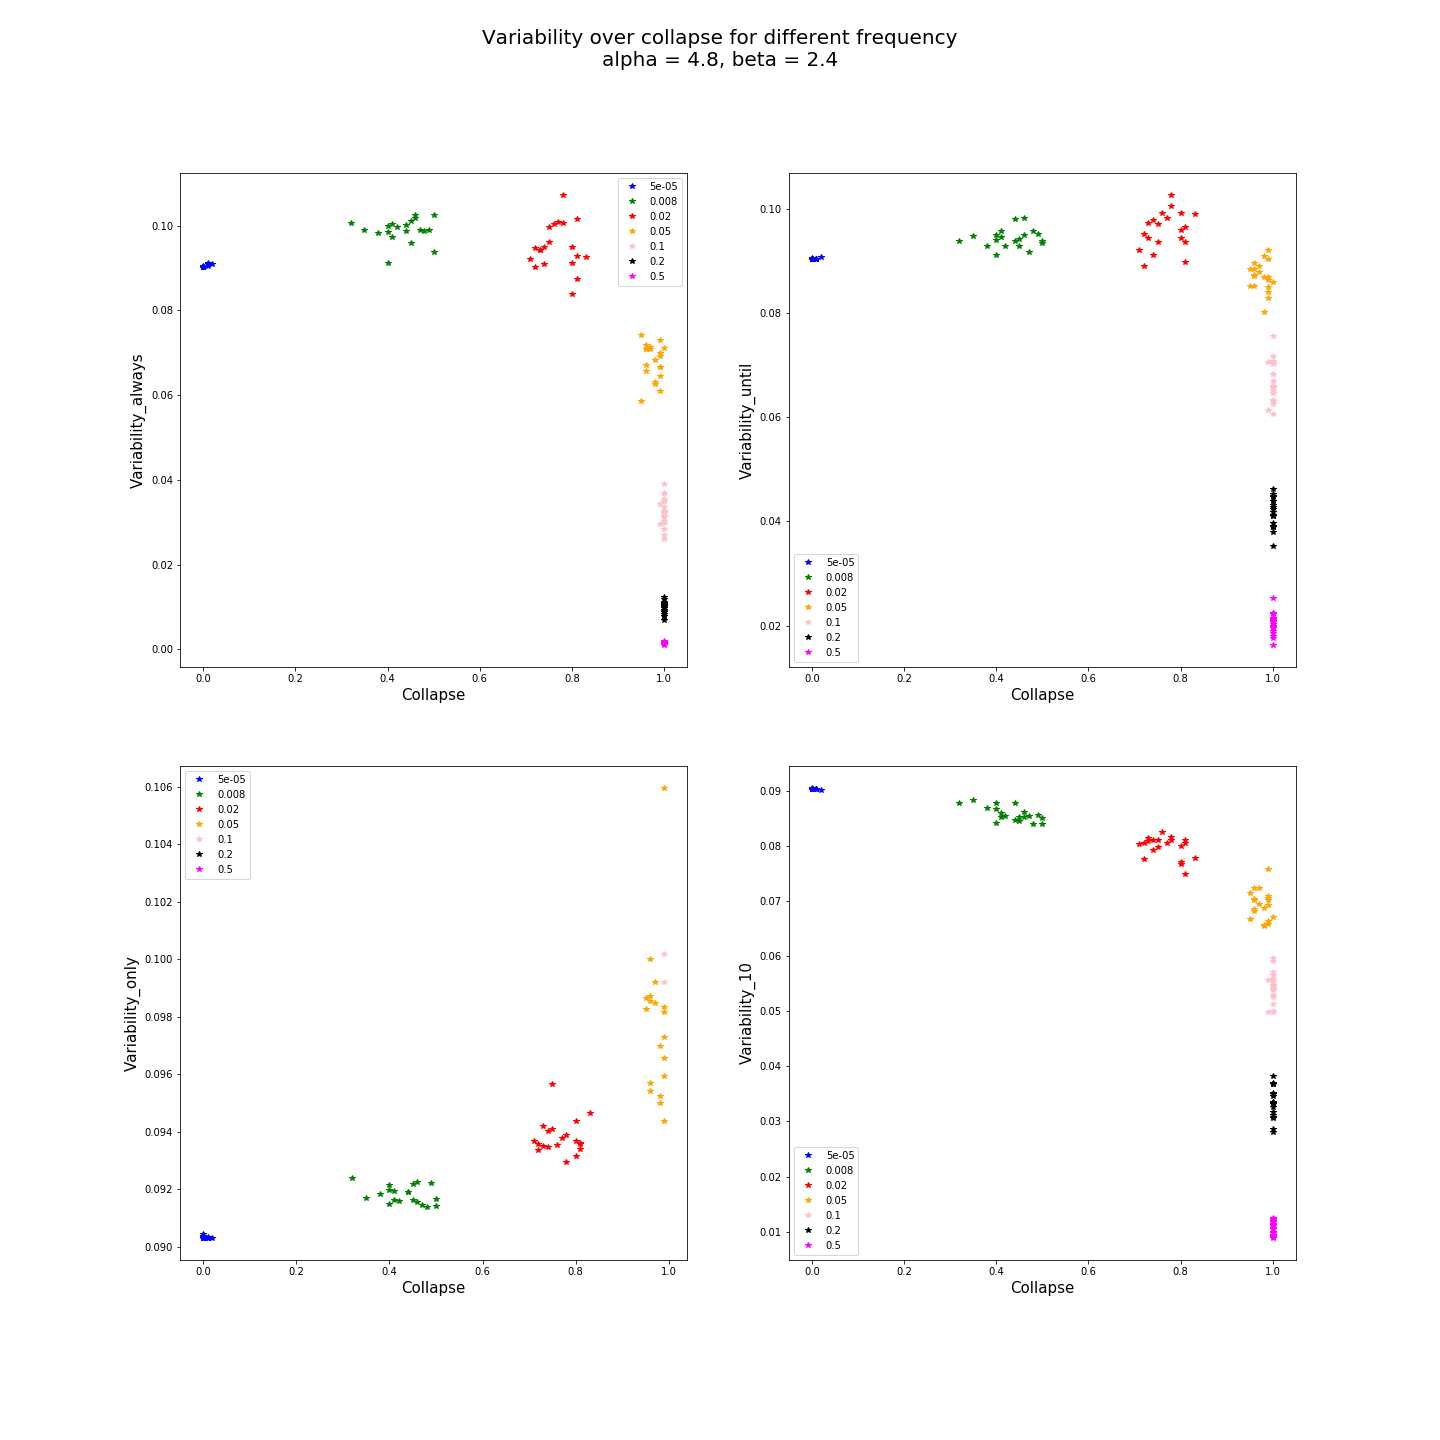 Variability over collapse for different frequency
alpha = 4.8, beta = 2.4
0.10
0.08
0.06
0.04
0.02
0.00
Variability_always
0.0 0.2 0.4 0.6 0.8 1.0
Collapse
5e-05
0.008
0.02
0.05
0.1
0.2
0.5
0.10
0.08
0.06
0.04
0.02
Variability_until
0.0 0.2 0.4 0.6 0.8 1.0
Collapse
5e-05
0.008
0.02
0.05
0.1
0.2
0.5
0.106
0.104
0.102
0.100
0.098
0.096
0.094
0.092
0.090
Variability_only
0.0 0.2 0.4 0.6 0.8 1.0
Collapse
5e-05
0.008
0.02
0.05
0.1
0.2
0.5
0.09
0.08
0.07
0.06
0.05
0.04
0.03
0.02
0.01
Variability_10
0.0 0.2 0.4 0.6 0.8 1.0
Collapse
5e-05
0.008
0.02
0.05
0.1
0.2
0.5